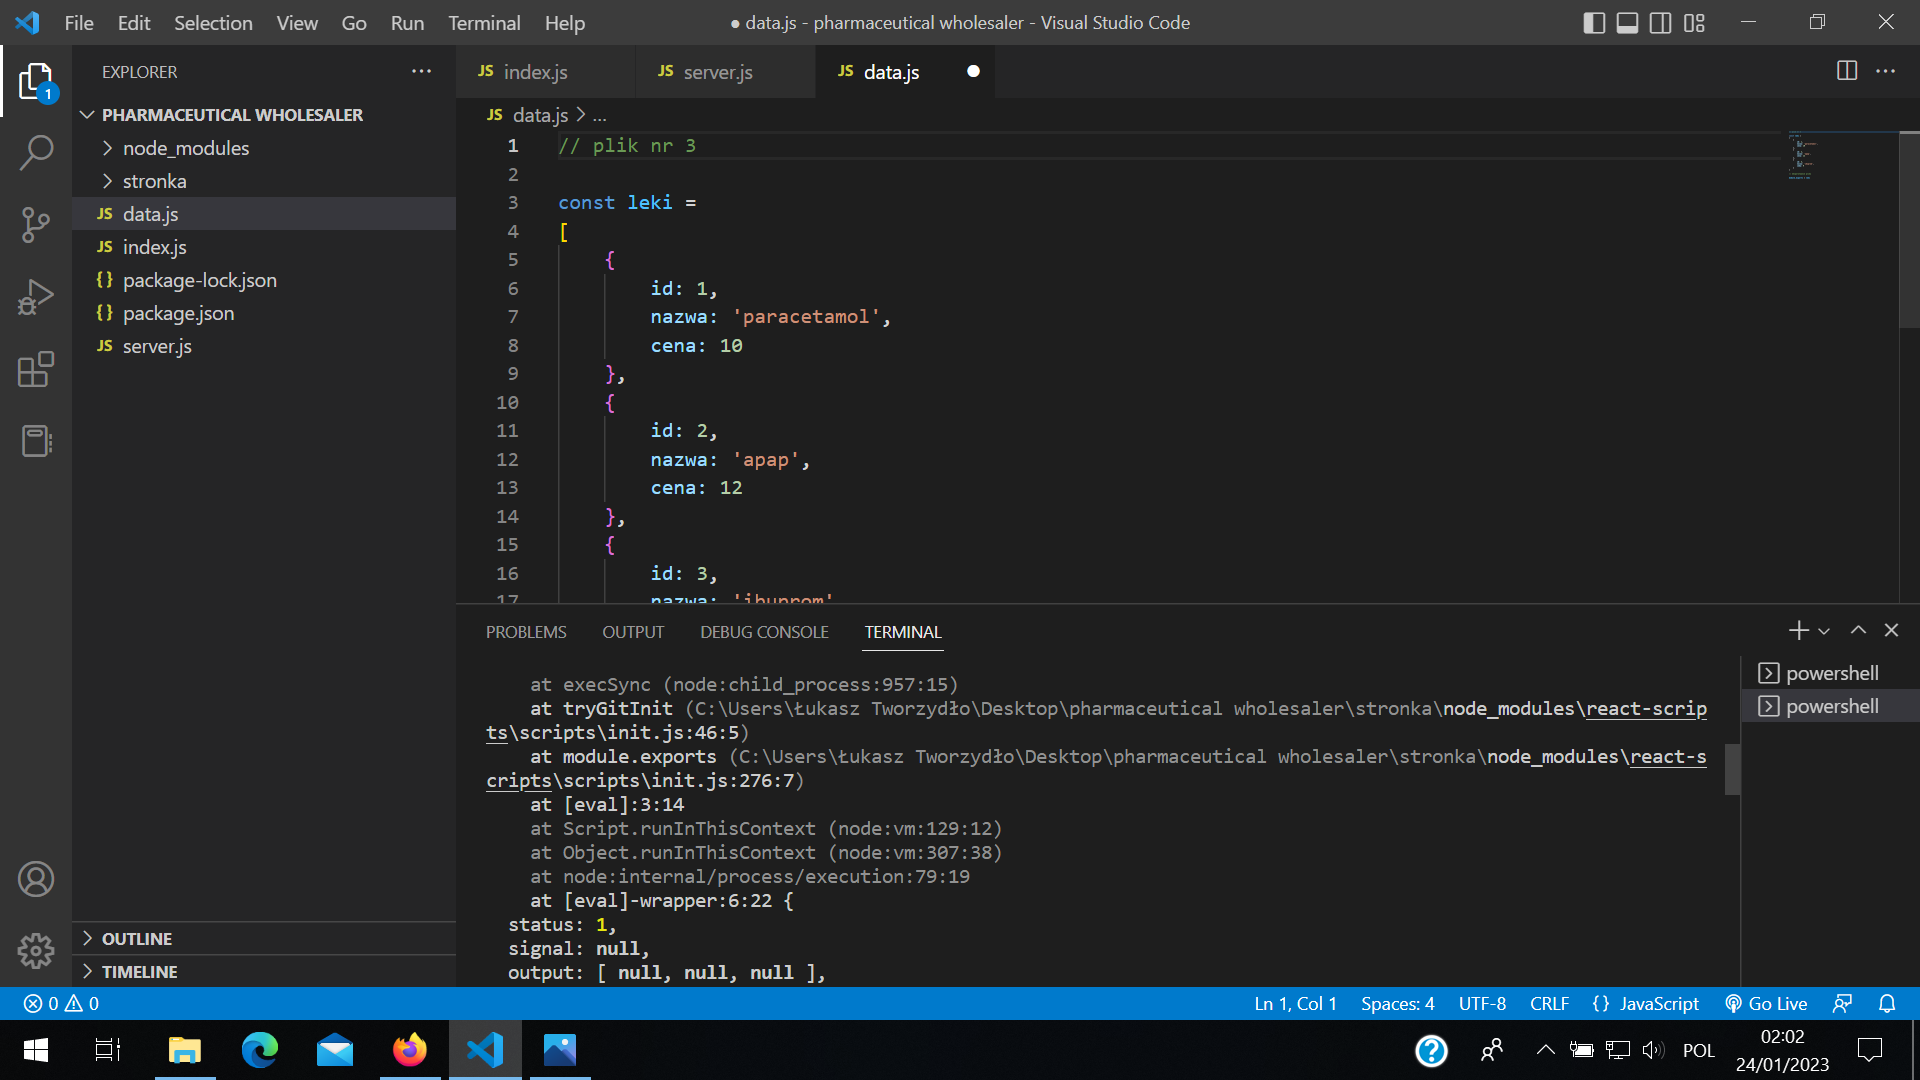 File Edit Selection View Go Run Terminal Help
● data.js - pharmaceutical wholesaler - Visual Studio Code
EXPLORER
1
PHARMACEUTICAL WHOLESALER
node_modules
stronka
JS data.js
JS index.js
{} package-lock.json
{} package.json
JS server.js
OUTLINE
TIMELINE
JS index.js
JS server.js
JS data.js
JS data.js > ...
1 // plik nr 3
2
3 const leki =
4 [
5 {
6 id: 1,
7 nazwa: 'paracetamol',
8 cena: 10
9 },
10 {
11 id: 2,
12 nazwa: 'apap',
13 cena: 12
14 },
15 {
16 id: 3,
17 nazwa: 'ibuprom'
PROBLEMS OUTPUT DEBUG CONSOLE TERMINAL
at execSync (node:child_process:957:15)
at tryGitInit (C:\Users\Łukasz Tworzydło\Desktop\pharmaceutical wholesaler\stronka\node_modules\react-scrip
ts\scripts\init.js:46:5)
at module.exports (C:\Users\Łukasz Tworzydło\Desktop\pharmaceutical wholesaler\stronka\node_modules\react-s
cripts\scripts\init.js:276:7)
at [eval]:3:14
at Script.runInThisContext (node:vm:129:12)
at Object.runInThisContext (node:vm:307:38)
at node:internal/process/execution:79:19
at [eval]-wrapper:6:22 {
status: 1,
signal: null,
output: [ null, null, null ],
powershell
powershell
0 0
Ln 1, Col 1 Spaces: 4 UTF-8 CRLF {} JavaScript Go Live
POL
02:02
24/01/2023